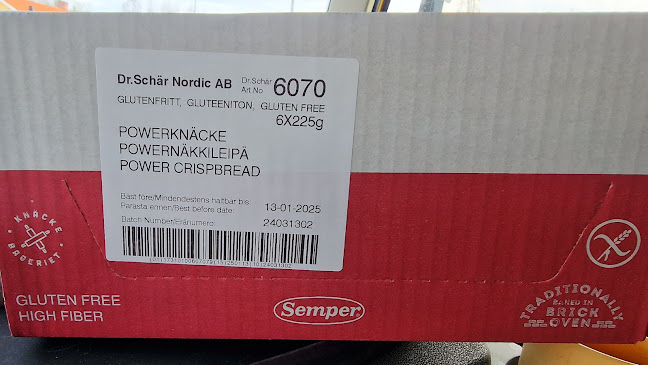 Dr.Schär Nordic AB
Dr.Schär
Art.No
6070
GLUTENFRITT, GLUTEENITON, GLUTEN FREE
6X225g
POWERKNÄCKE
POWERNÄKKILEIPÄ
POWER CRISPBREAD
Bäst före/Mindestens haltbar bis:
Parasta ennen/Best before date:
13-01-2025
Batch Number/Eränumero:
24031302
KNÄCKE
BAGERIET
GLUTEN FREE
HIGH FIBER
Semper
TRADITIONALLY
BAKED IN
BRICK
OVEN